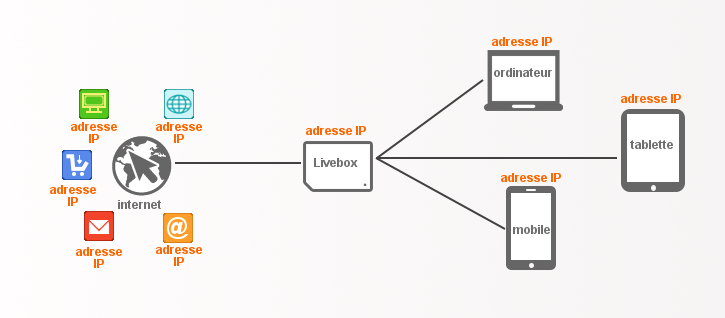 adresse IP
ordinateur
adresse IP
tablette
adresse
IP
adresse
IP
adresse IP
Livebox
adresse
IP
internet
adresse IP
mobile
adresse
IP
@
adresse
IP